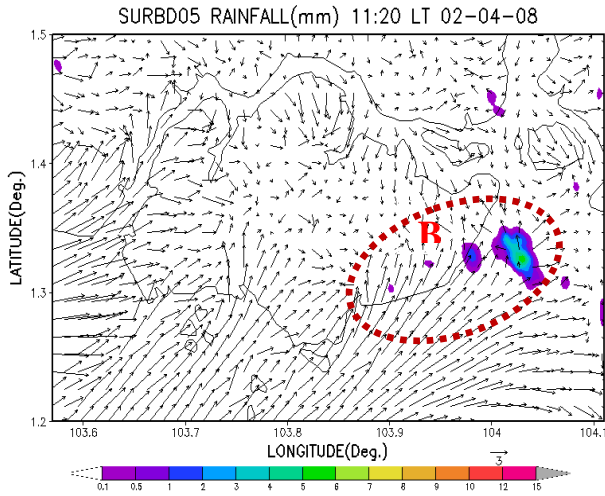 SURBD05 RAINFALL(mm) 11:20 LT 02-04-08
1.5
1.4
1.3
1.2
LATITUDE(Deg.)
B
103.6 103.7 103.8 103.9 104 104.1
LONGITUDE(Deg.)
3
0.1 0.5 1 2 3 4 5 6 7 8 9 10 12 15